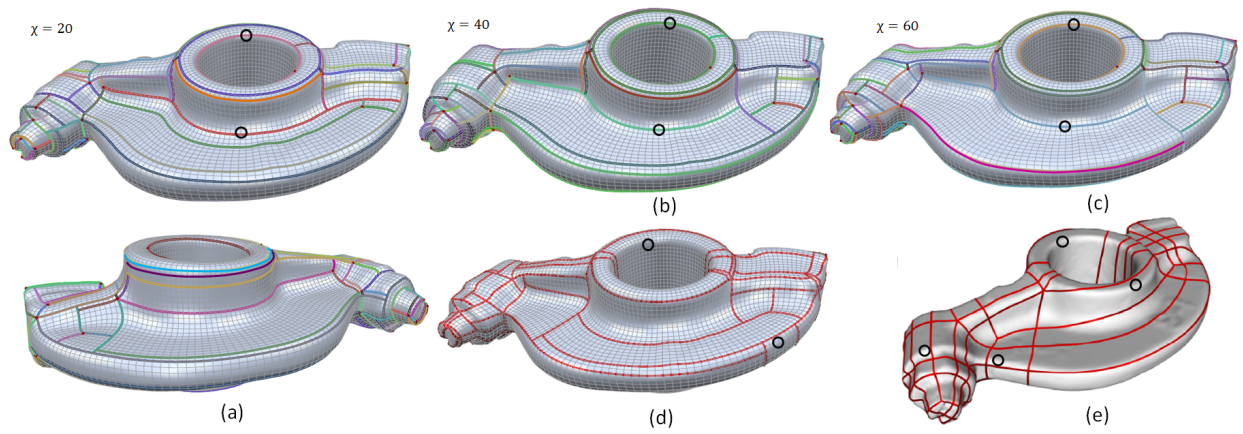 χ = 20
χ = 40
χ = 60
(b)
(c)
(a)
(d)
(e)